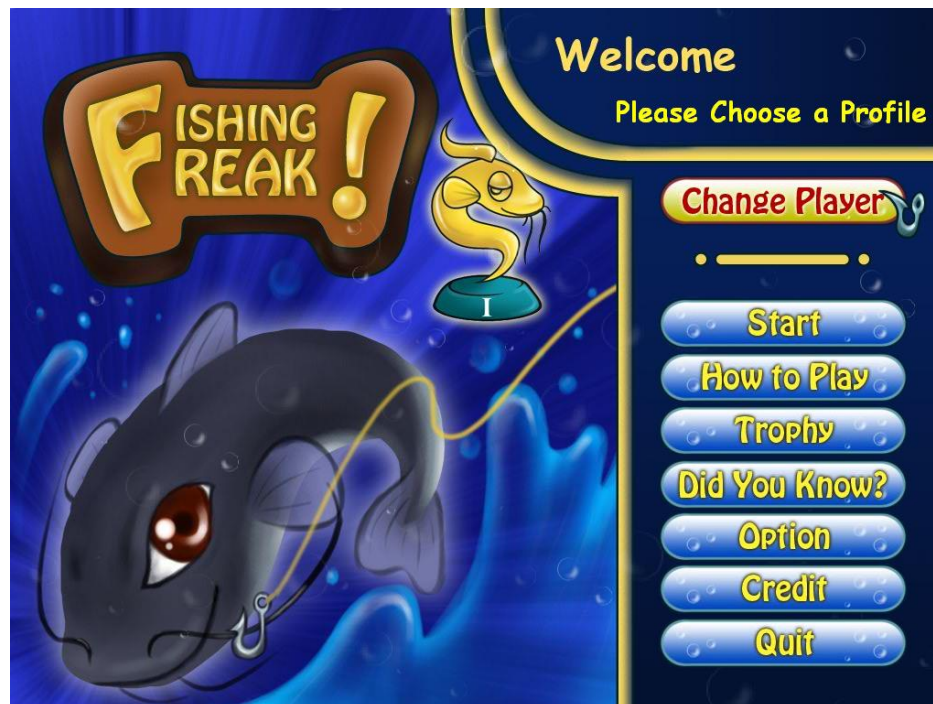 FISHING
FREAK!
I
Welcome
Please Choose a Profile
Change Player
Start
How to Play
Trophy
Did You Know?
Option
Credit
Quit